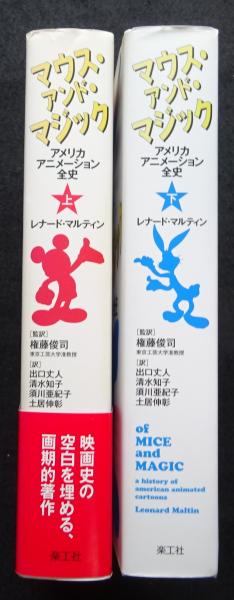 マウス・
アンド・
マジック
アメリカ
アニメーション
全史
上
レナード・マルティン
[監訳]
権藤俊司
東京工芸大学准教授
[訳]
出口丈人
清水知子
須川亜紀子
土居伸彰
映画史の
空白を埋める、
画期的著作
楽工社
マウス・
アンド・
マジック
アメリカ
アニメーション
全史
下
レナード・マルティン
[監訳]
権藤俊司
東京工芸大学准教授
[訳]
出口丈人
清水知子
須川亜紀子
土居伸彰
of
MICE
and
MAGIC
a history of
american animated
cartoons
Leonard Maltin
楽工社